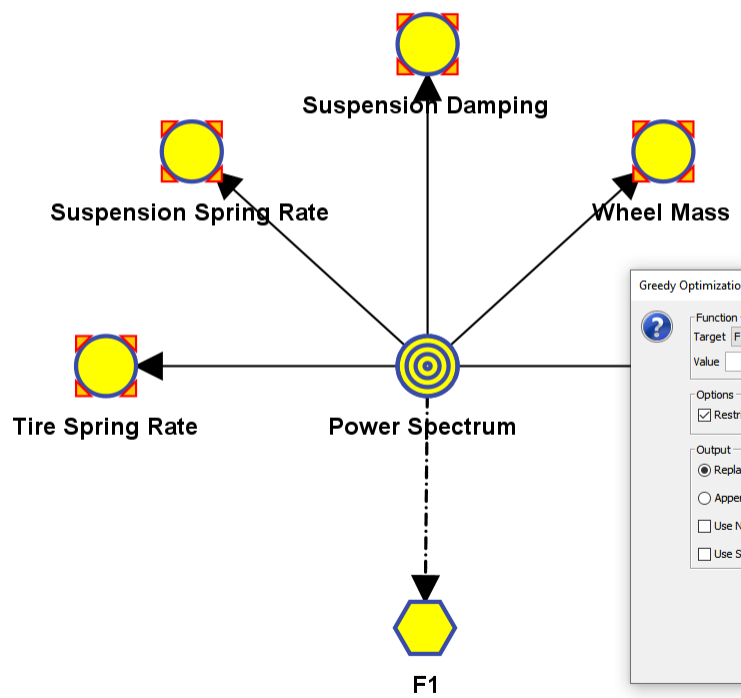 Suspension Damping
Suspension Spring Rate
Wheel Mass
Greedy Optimizatio
Function
Target F
Value
Options
Restri
Output
Repla
Appe
Use N
Use S
Tire Spring Rate
Power Spectrum
F1